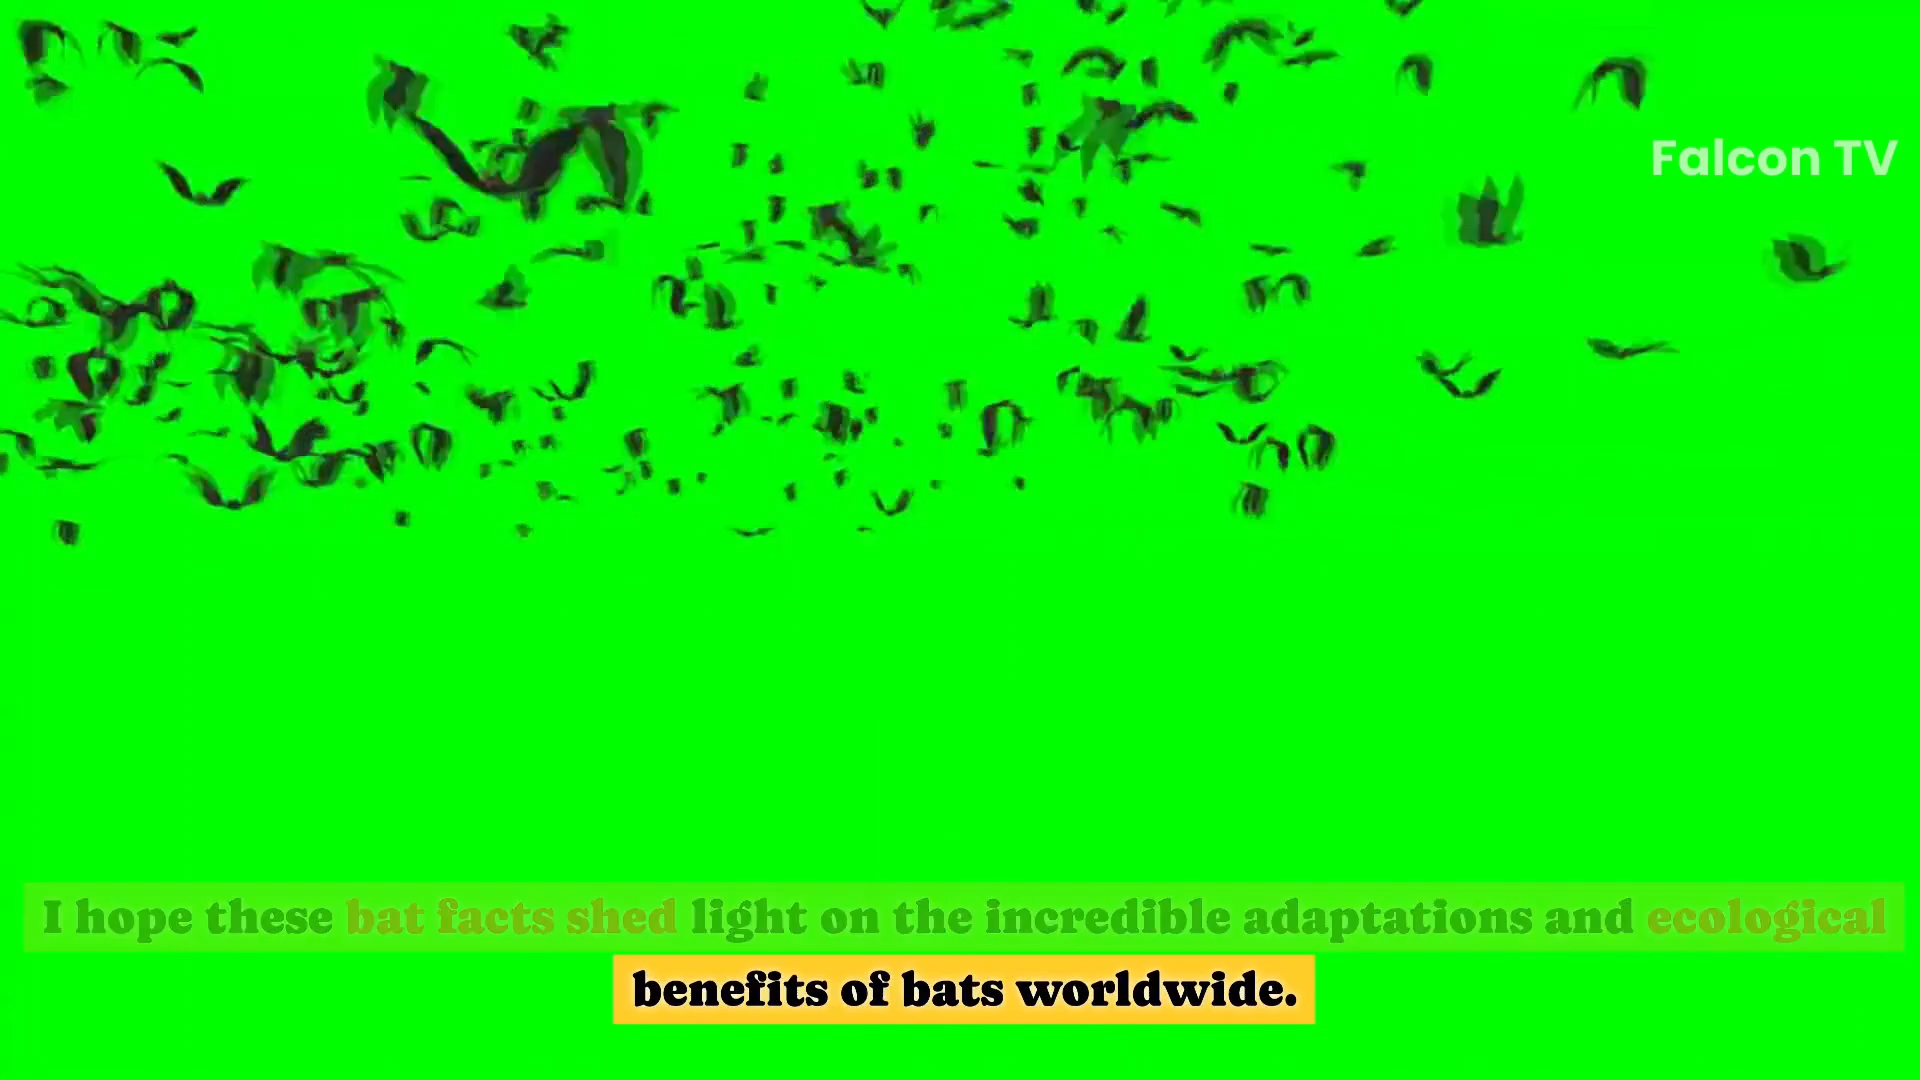 Falcon TV
I hope these bat facts shed light on the incredible adaptations and ecological
benefits of bats worldwide.